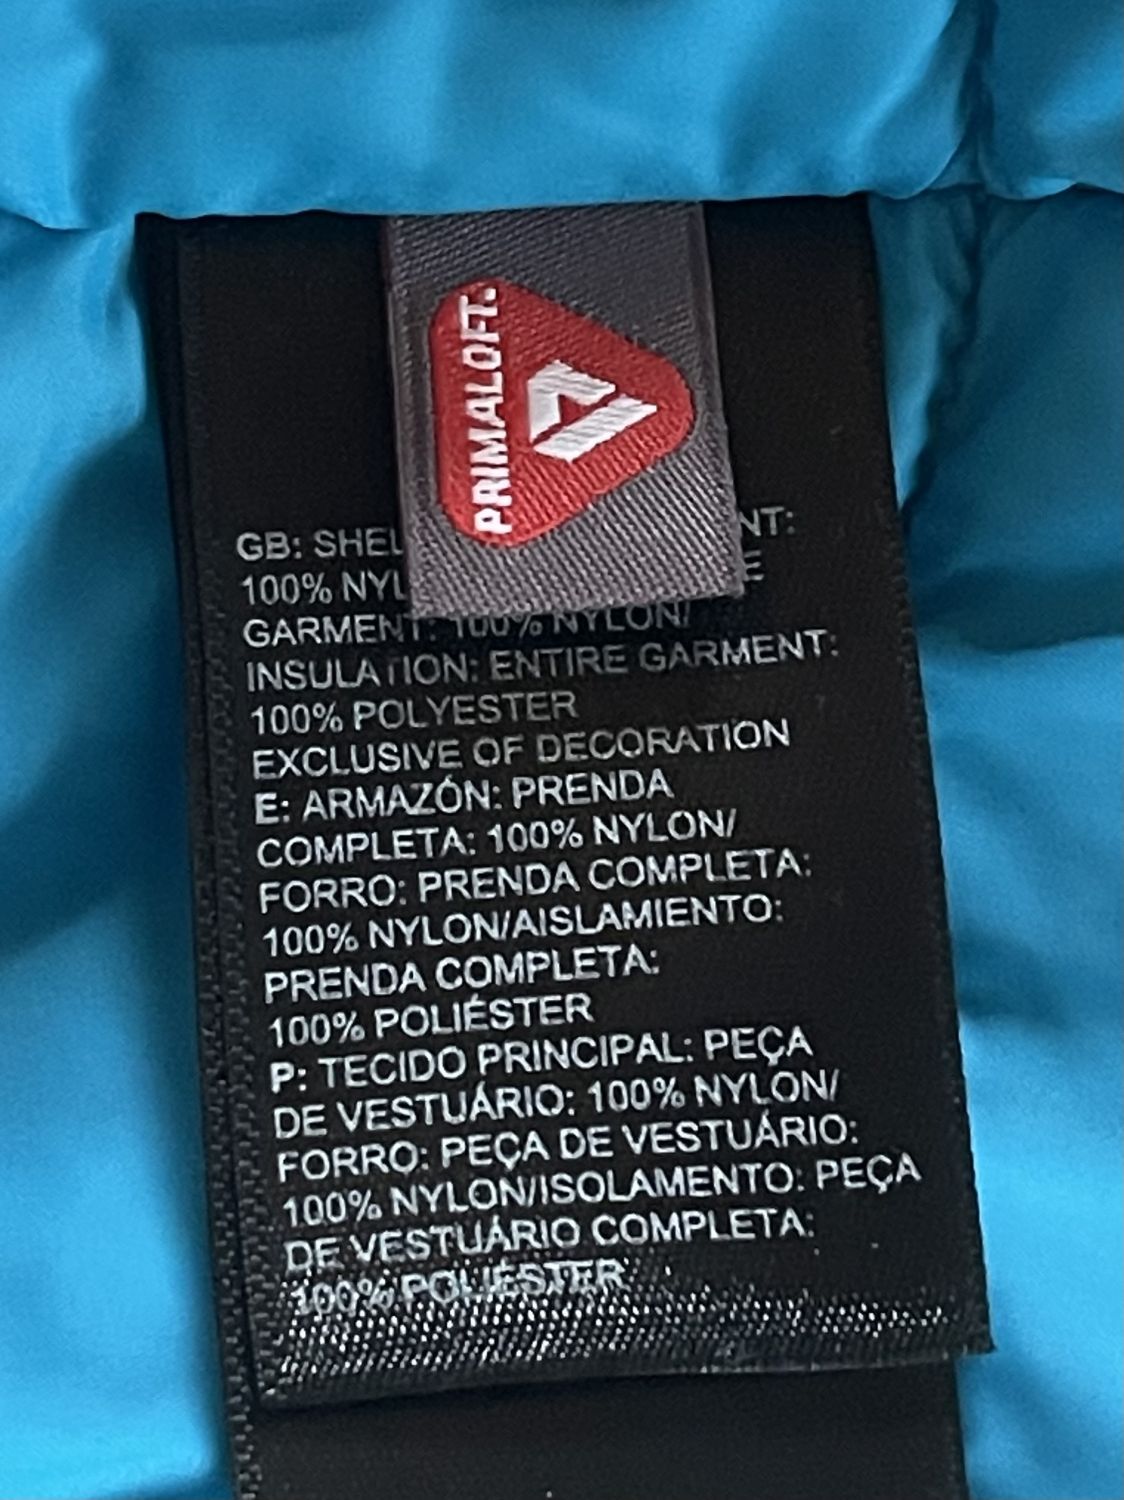 PRIMALOFT.
GB: SHEL NT:
100% NYL E
GARMENT: 100% NYLON/
INSULATION: ENTIRE GARMENT:
100% POLYESTER
EXCLUSIVE OF DECORATION
E: ARMAZÓN: PRENDA
COMPLETA: 100% NYLON/
FORRO: PRENDA COMPLETA:
100% NYLON/AISLAMIENTO:
PRENDA COMPLETA:
100% POLIÉSTER
P: TECIDO PRINCIPAL: PEÇA
DE VESTUÁRIO: 100% NYLON/
FORRO: PEÇA DE VESTUÁRIO:
100% NYLON/ISOLAMENTO: PEÇA
DE VESTUÁRIO COMPLETA:
100% POLIÉSTER